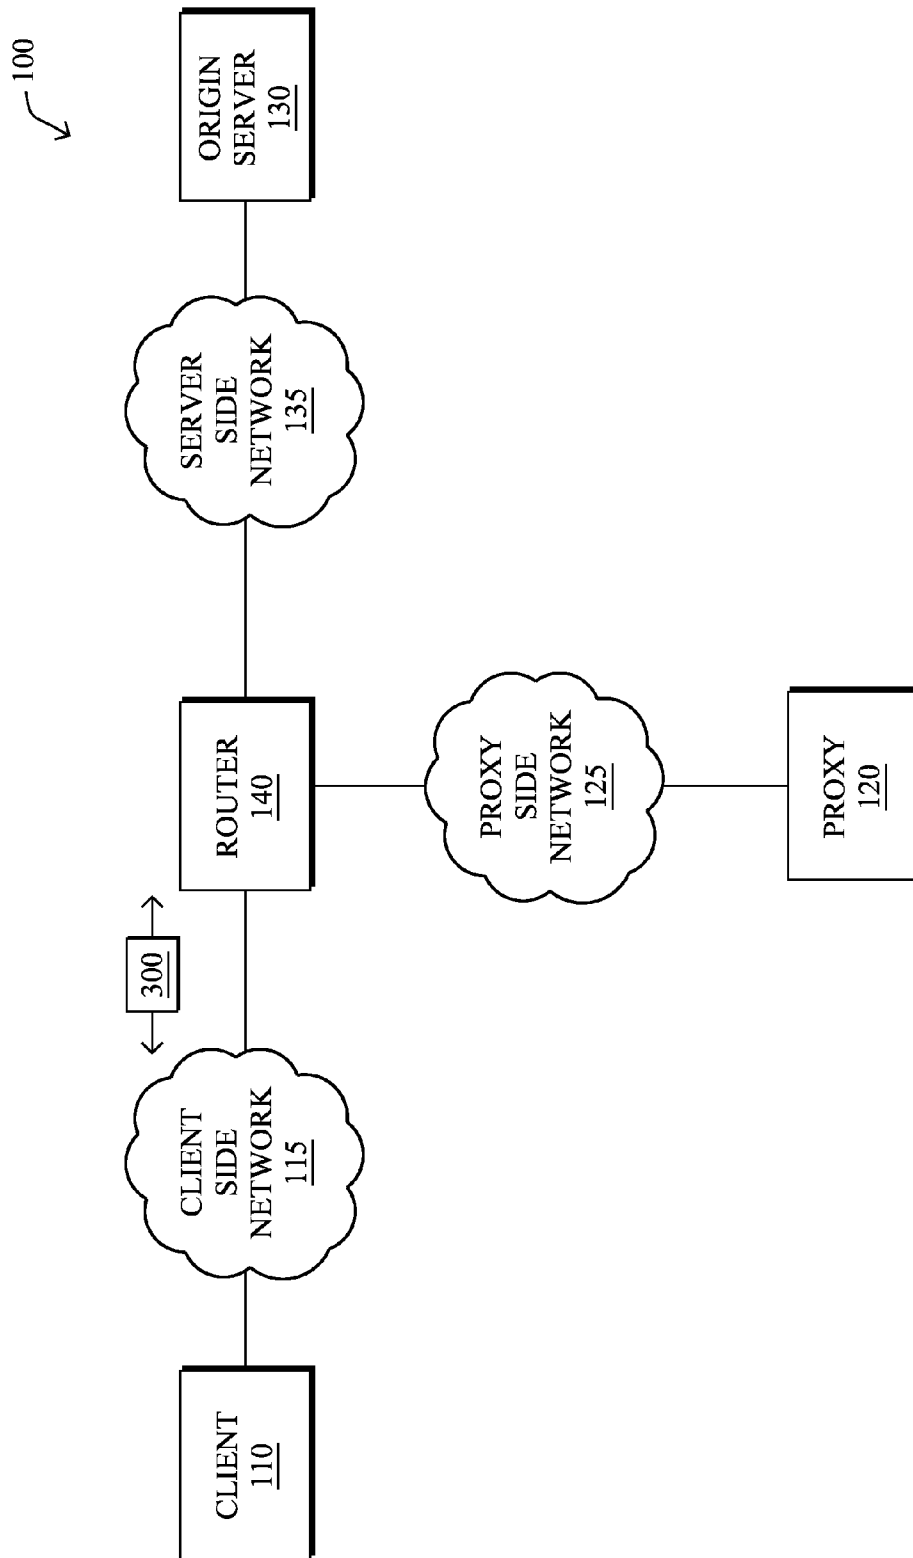 100
CLIENT
110
CLIENT
SIDE
NETWORK
115
300
ROUTER
140
SERVER
SIDE
NETWORK
135
ORIGIN
SERVER
130
PROXY
SIDE
NETWORK
125
PROXY
120